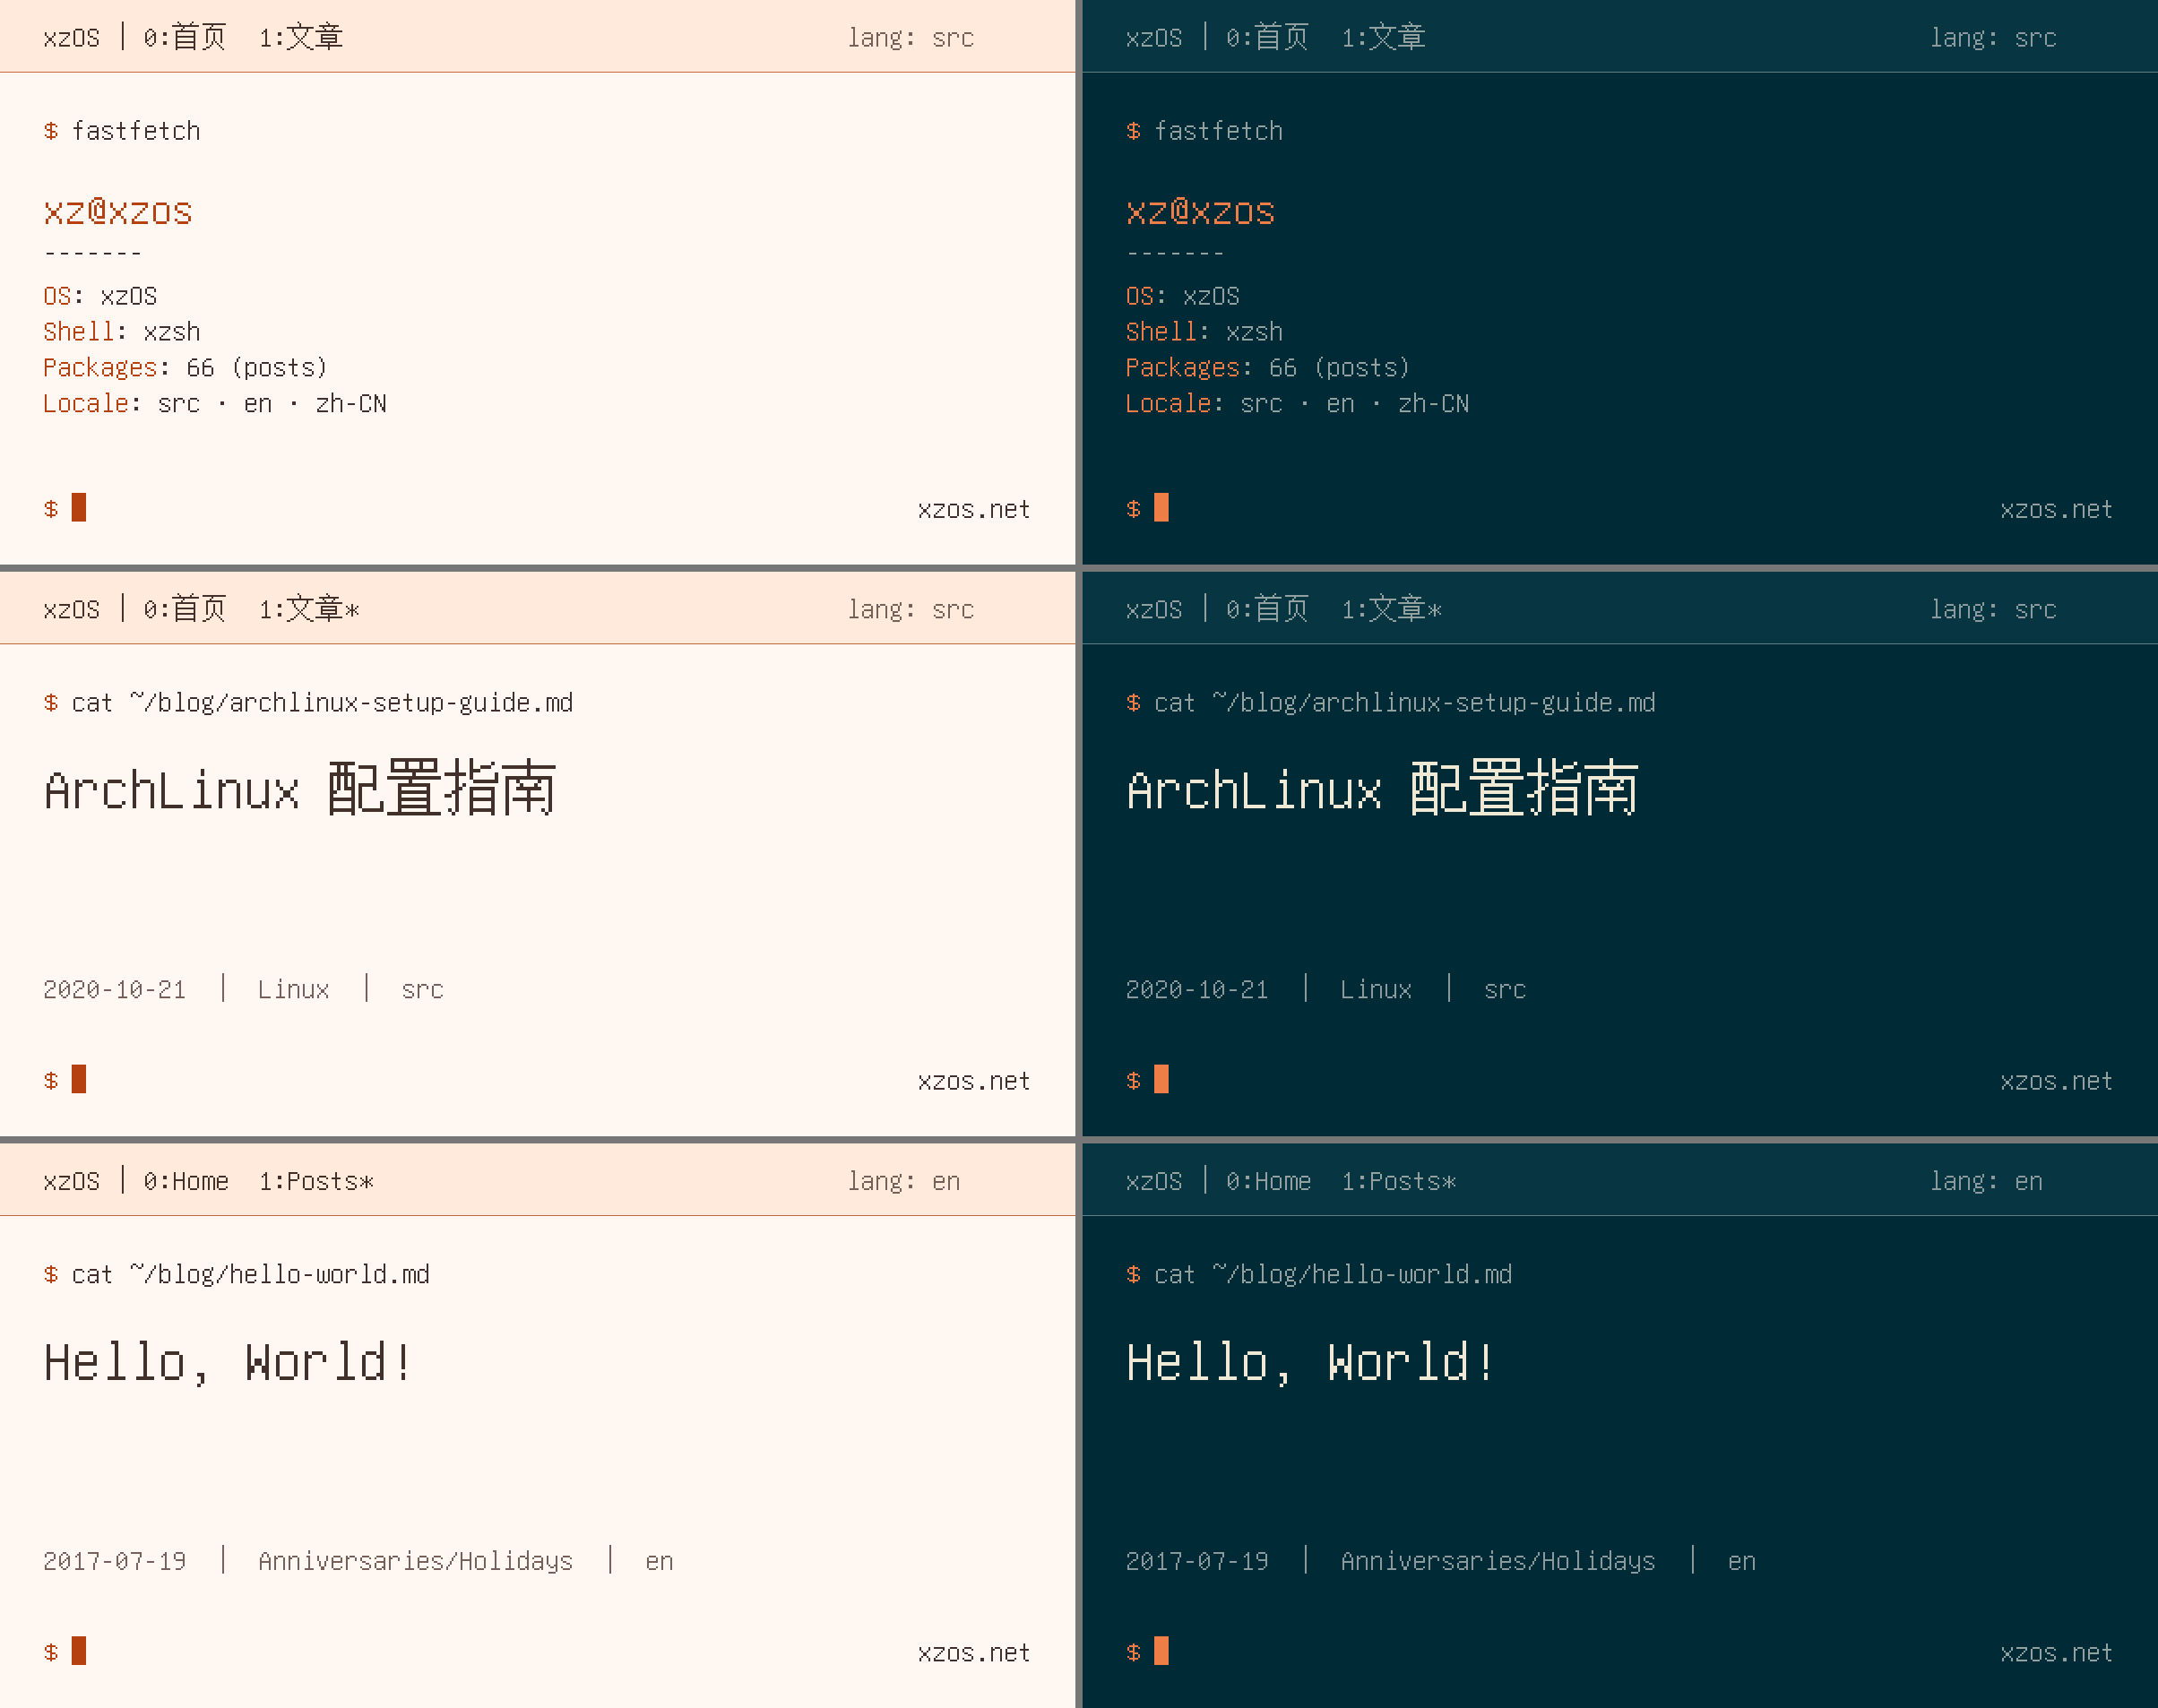 xzOS | 0:首页 1:文章 lang: src
$ fastfetch
xz@xzos
-------
OS: xzOS
Shell: xzsh
Packages: 66 (posts)
Locale: src · en · zh-CN
$ xzos.net
xzOS | 0:首页 1:文章 lang: src
$ fastfetch
xz@xzos
-------
OS: xzOS
Shell: xzsh
Packages: 66 (posts)
Locale: src · en · zh-CN
$ xzos.net
xzOS | 0:首页 1:文章* lang: src
$ cat ~/blog/archlinux-setup-guide.md
ArchLinux 配置指南
2020-10-21 | Linux | src
$ xzos.net
xzOS | 0:首页 1:文章* lang: src
$ cat ~/blog/archlinux-setup-guide.md
ArchLinux 配置指南
2020-10-21 | Linux | src
$ xzos.net
xzOS | 0:Home 1:Posts* lang: en
$ cat ~/blog/hello-world.md
Hello, World!
2017-07-19 | Anniversaries/Holidays | en
$ xzos.net
xzOS | 0:Home 1:Posts* lang: en
$ cat ~/blog/hello-world.md
Hello, World!
2017-07-19 | Anniversaries/Holidays | en
$ xzos.net